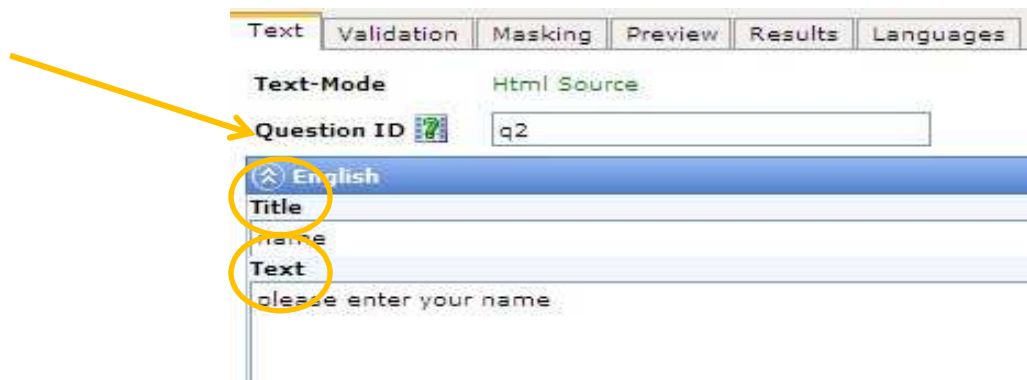 Text Validation Masking Preview Results Languages
Text-Mode Html Source
Question ID ? q2
English
Title
name
Text
please enter your name